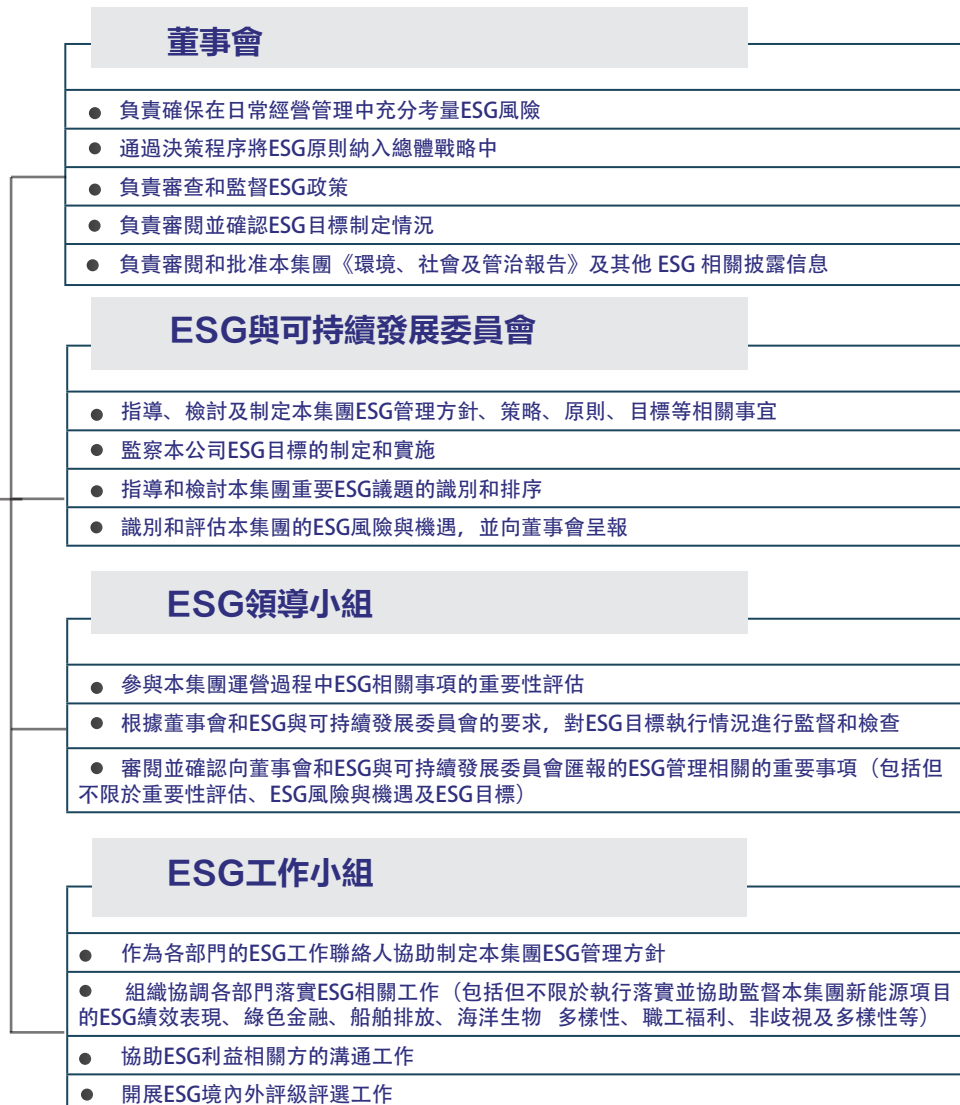 董事會
● 負責確保在日常經營管理中充分考量ESG風險
● 通過決策程序將ESG原則納入總體戰略中
● 負責審查和監督ESG政策
● 負責審閱並確認ESG目標制定情況
● 負責審閱和批准本集團《環境、社會及管治報告》及其他 ESG 相關披露信息
ESG與可持續發展委員會
● 指導、檢討及制定本集團ESG管理方針、策略、原則、目標等相關事宜
● 監察本公司ESG目標的制定和實施
● 指導和檢討本集團重要ESG議題的識別和排序
● 識別和評估本集團的ESG風險與機遇，並向董事會呈報
ESG領導小組
● 參與本集團運營過程中ESG相關事項的重要性評估
● 根據董事會和ESG與可持續發展委員會的要求，對ESG目標執行情況進行監督和檢查
● 審閱並確認向董事會和ESG與可持續發展委員會匯報的ESG管理相關的重要事項（包括但
不限於重要性評估、ESG風險與機遇及ESG目標）
ESG工作小組
● 作為各部門的ESG工作聯絡人協助制定本集團ESG管理方針
● 組織協調各部門落實ESG相關工作（包括但不限於執行落實並協助監督本集團新能源項目
的ESG績效表現、綠色金融、船舶排放、海洋生物 多樣性、職工福利、非歧視及多樣性等）
● 協助ESG利益相關方的溝通工作
● 開展ESG境內外評級評選工作